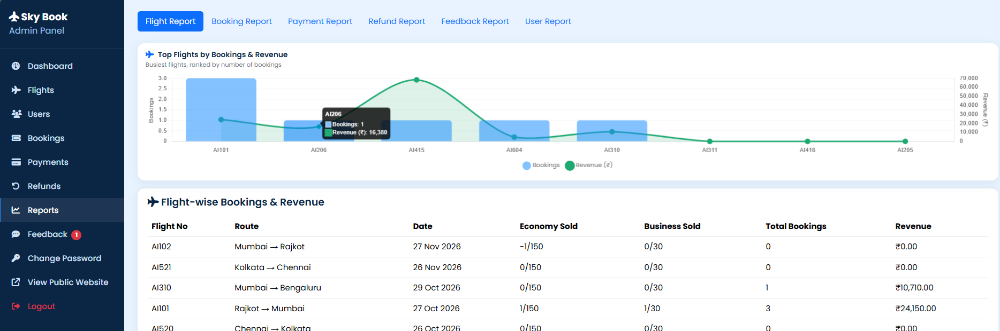 Sky Book
Admin Panel
Dashboard
Flights
Users
Bookings
Payments
Refunds
Reports
Feedback 1
Change Password
View Public Website
Logout
Flight Report Booking Report Payment Report Refund Report Feedback Report User Report
Top Flights by Bookings & Revenue
Busiest flights, ranked by number of bookings
Bookings
3.0
2.5
2.0
1.5
1.0
0.5
0
70,000
60,000
50,000
40,000
30,000
20,000
10,000
0
Revenue (₹)
AI206
Bookings: 1
Revenue (₹): 16,380
AI101 AI206 AI415 AI604 AI310 AI311 AI416 AI205
Bookings Revenue (₹)
Flight-wise Bookings & Revenue
Flight No Route Date Economy Sold Business Sold Total Bookings Revenue
AI102 Mumbai → Rajkot 27 Nov 2026 -1/150 0/30 0 ₹0.00
AI521 Kolkata → Chennai 26 Nov 2026 0/150 0/30 0 ₹0.00
AI310 Mumbai → Bengaluru 29 Oct 2026 0/150 0/30 1 ₹10,710.00
AI101 Rajkot → Mumbai 27 Oct 2026 1/150 1/30 3 ₹24,150.00
AI520 Chennai → Kolkata 26 Oct 2026 0/150 0/30 0 ₹0.00